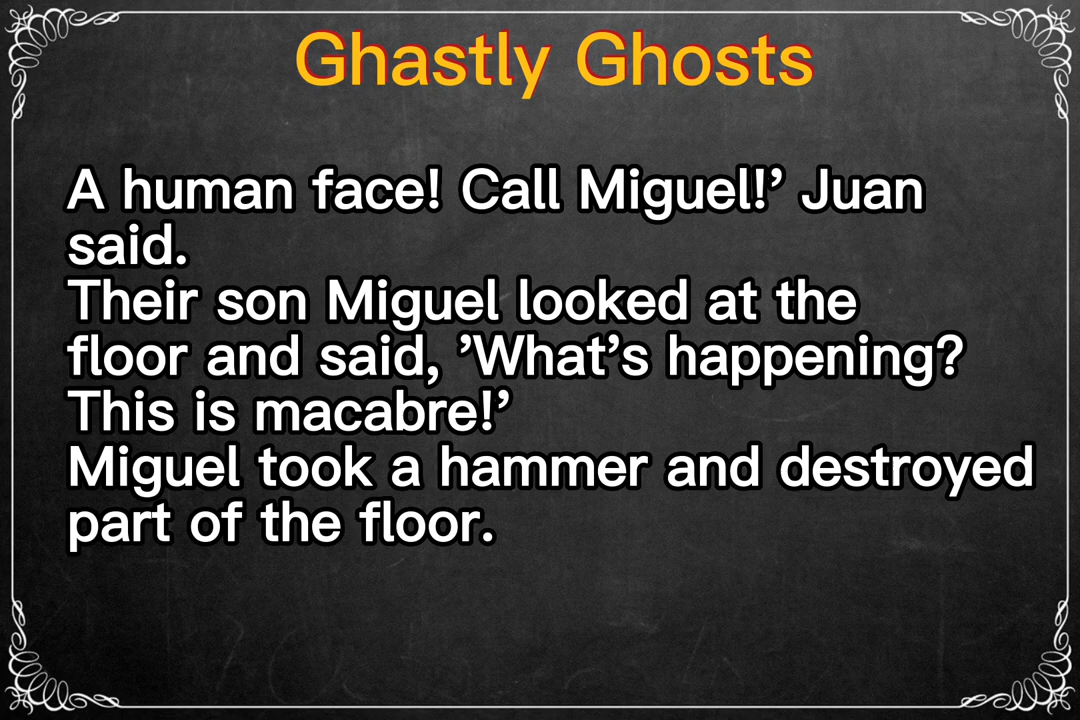 Ghastly Ghosts
A human face! Call Miguel!’ Juan
said.
Their son Miguel looked at the
floor and said, ’What’s happening?
This is macabre!’
Miguel took a hammer and destroyed
part of the floor.